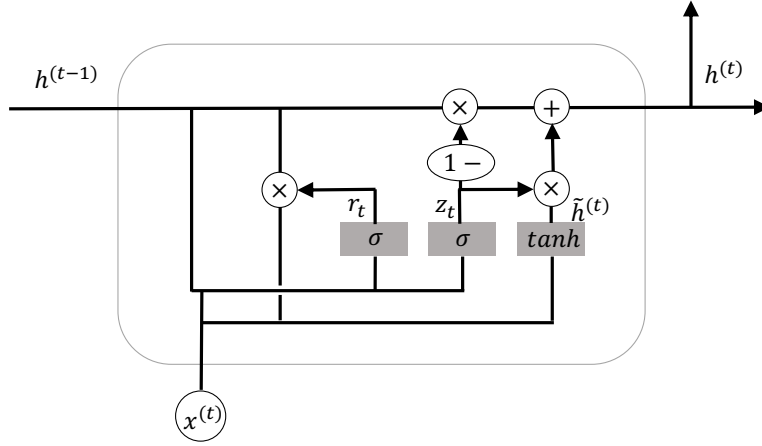 h^{(t−1)}
h^{(t)}
×
+
1 −
×
×
r_t
z_t
h̃^{(t)}
σ
σ
tanh
x^{(t)}